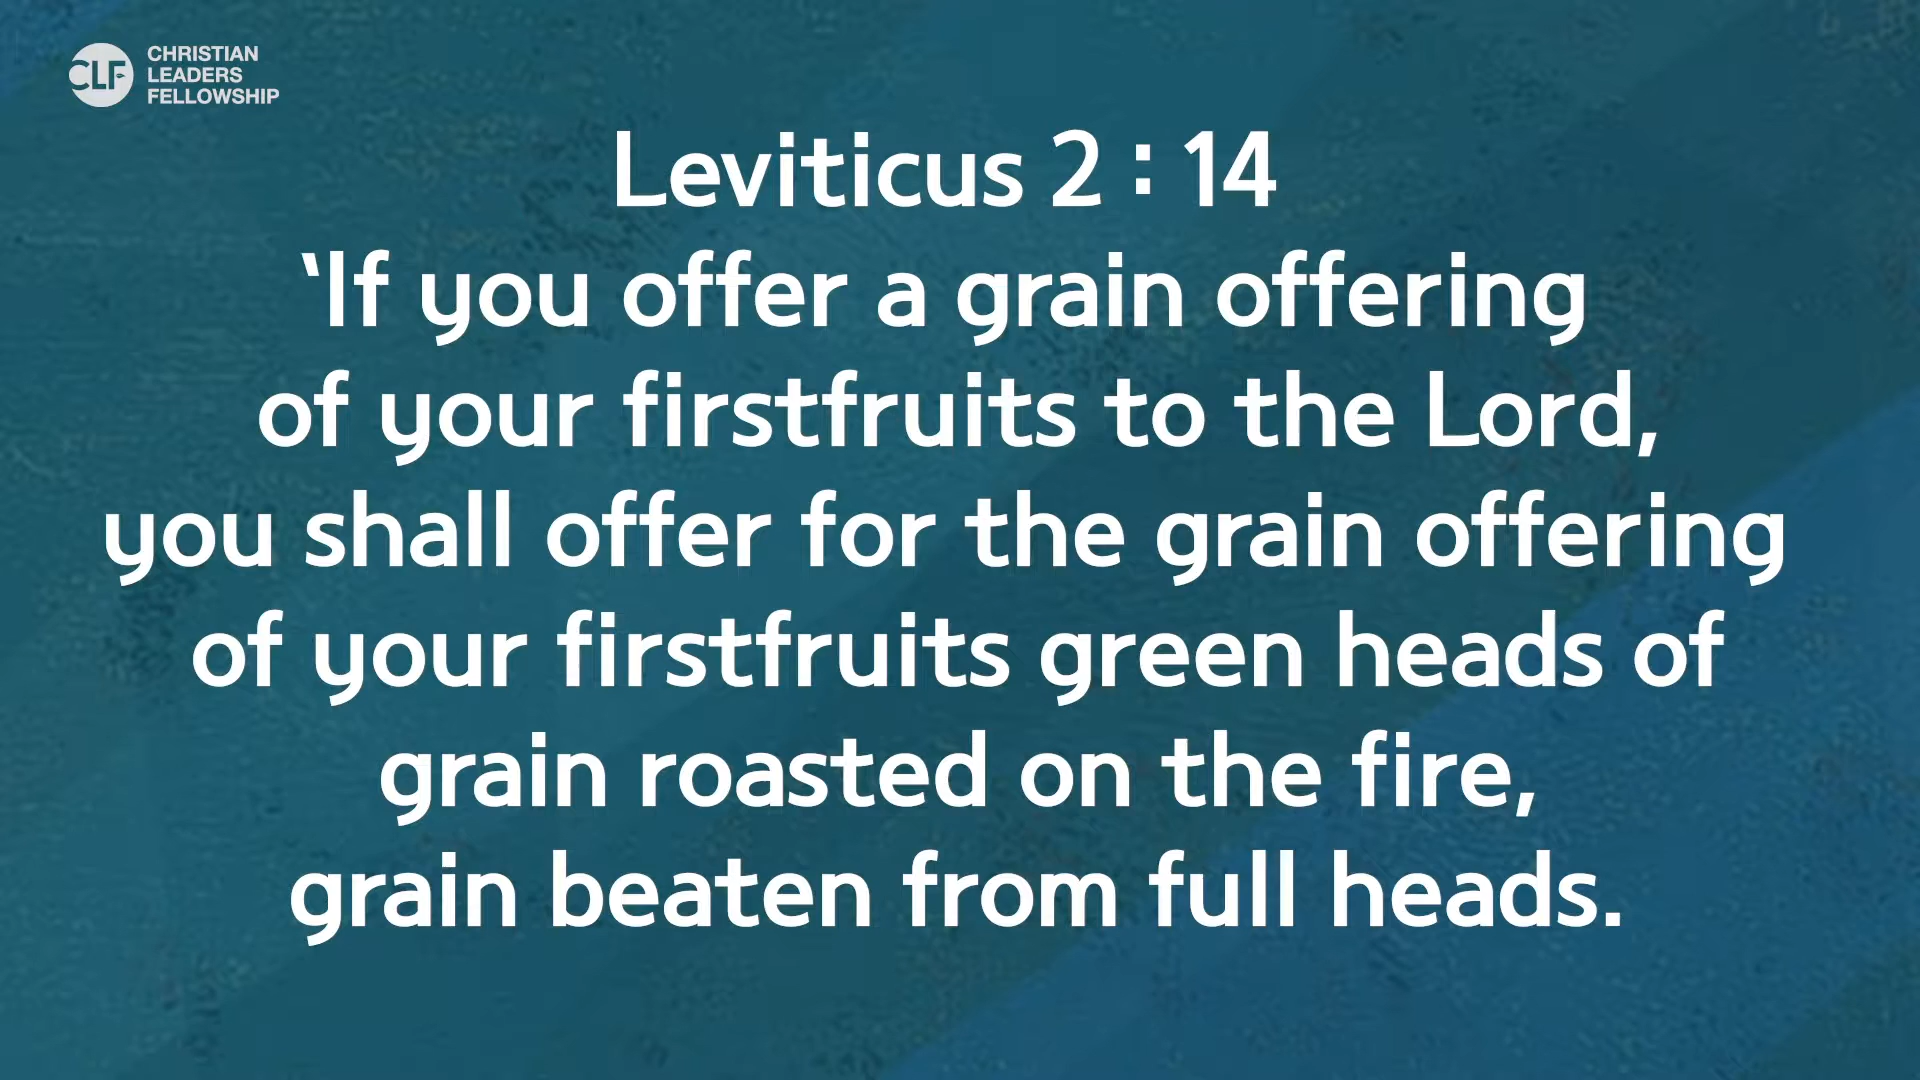 CLF
CHRISTIAN
LEADERS
FELLOWSHIP
Leviticus 2 : 14
‘If you offer a grain offering
of your firstfruits to the Lord,
you shall offer for the grain offering
of your firstfruits green heads of
grain roasted on the fire,
grain beaten from full heads.